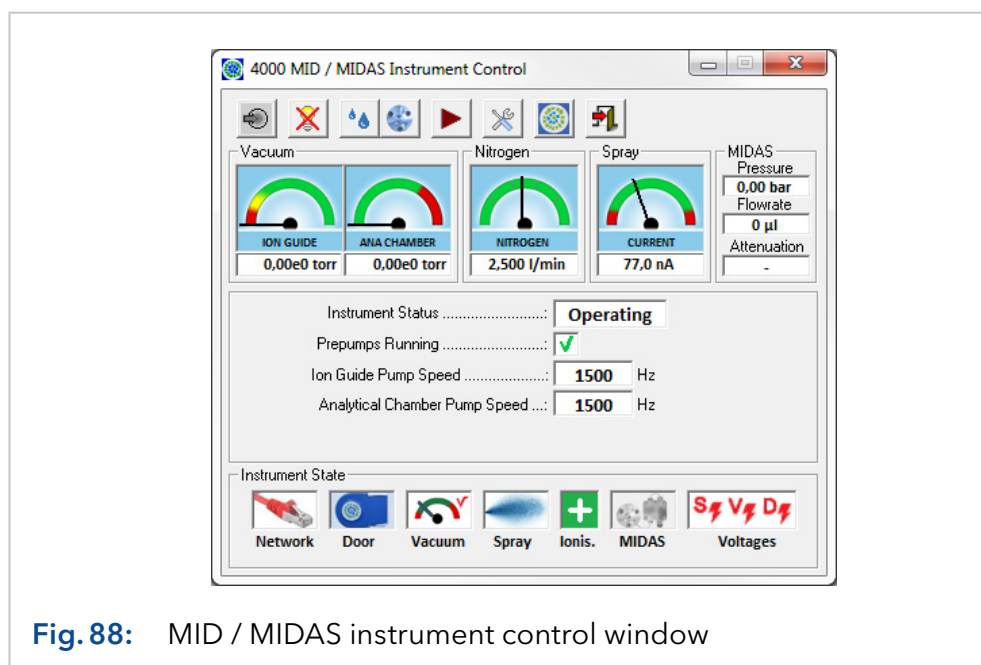 4000 MID / MIDAS Instrument Control
Vacuum
Nitrogen
Spray
MIDAS
Pressure
0,00 bar
Flowrate
0 µl
Attenuation
-
ION GUIDE
ANA CHAMBER
NITROGEN
CURRENT
0,00e0 torr
0,00e0 torr
2,500 l/min
77,0 nA
Instrument Status ........................: Operating
Prepumps Running ........................:
Ion Guide Pump Speed ....................: 1500 Hz
Analytical Chamber Pump Speed ...: 1500 Hz
Instrument State
S V D
Network Door Vacuum Spray Ionis. MIDAS Voltages
Fig. 88: MID / MIDAS instrument control window